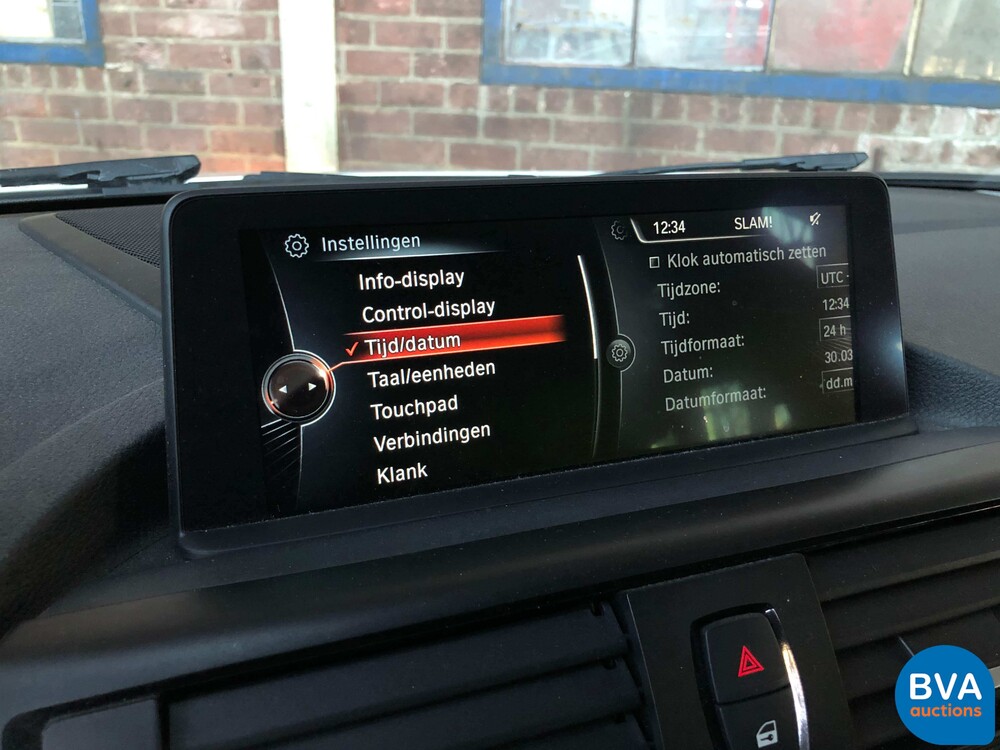 Instellingen
Info-display
Control-display
Tijd/datum
Taal/eenheden
Touchpad
Verbindingen
Klank
12:34 SLAM!
Klok automatisch zetten
Tijdzone: UTC -
Tijd: 12:34
Tijdformaat: 24 h
Datum: 30.03
Datumformaat: dd.m
BVA
auctions